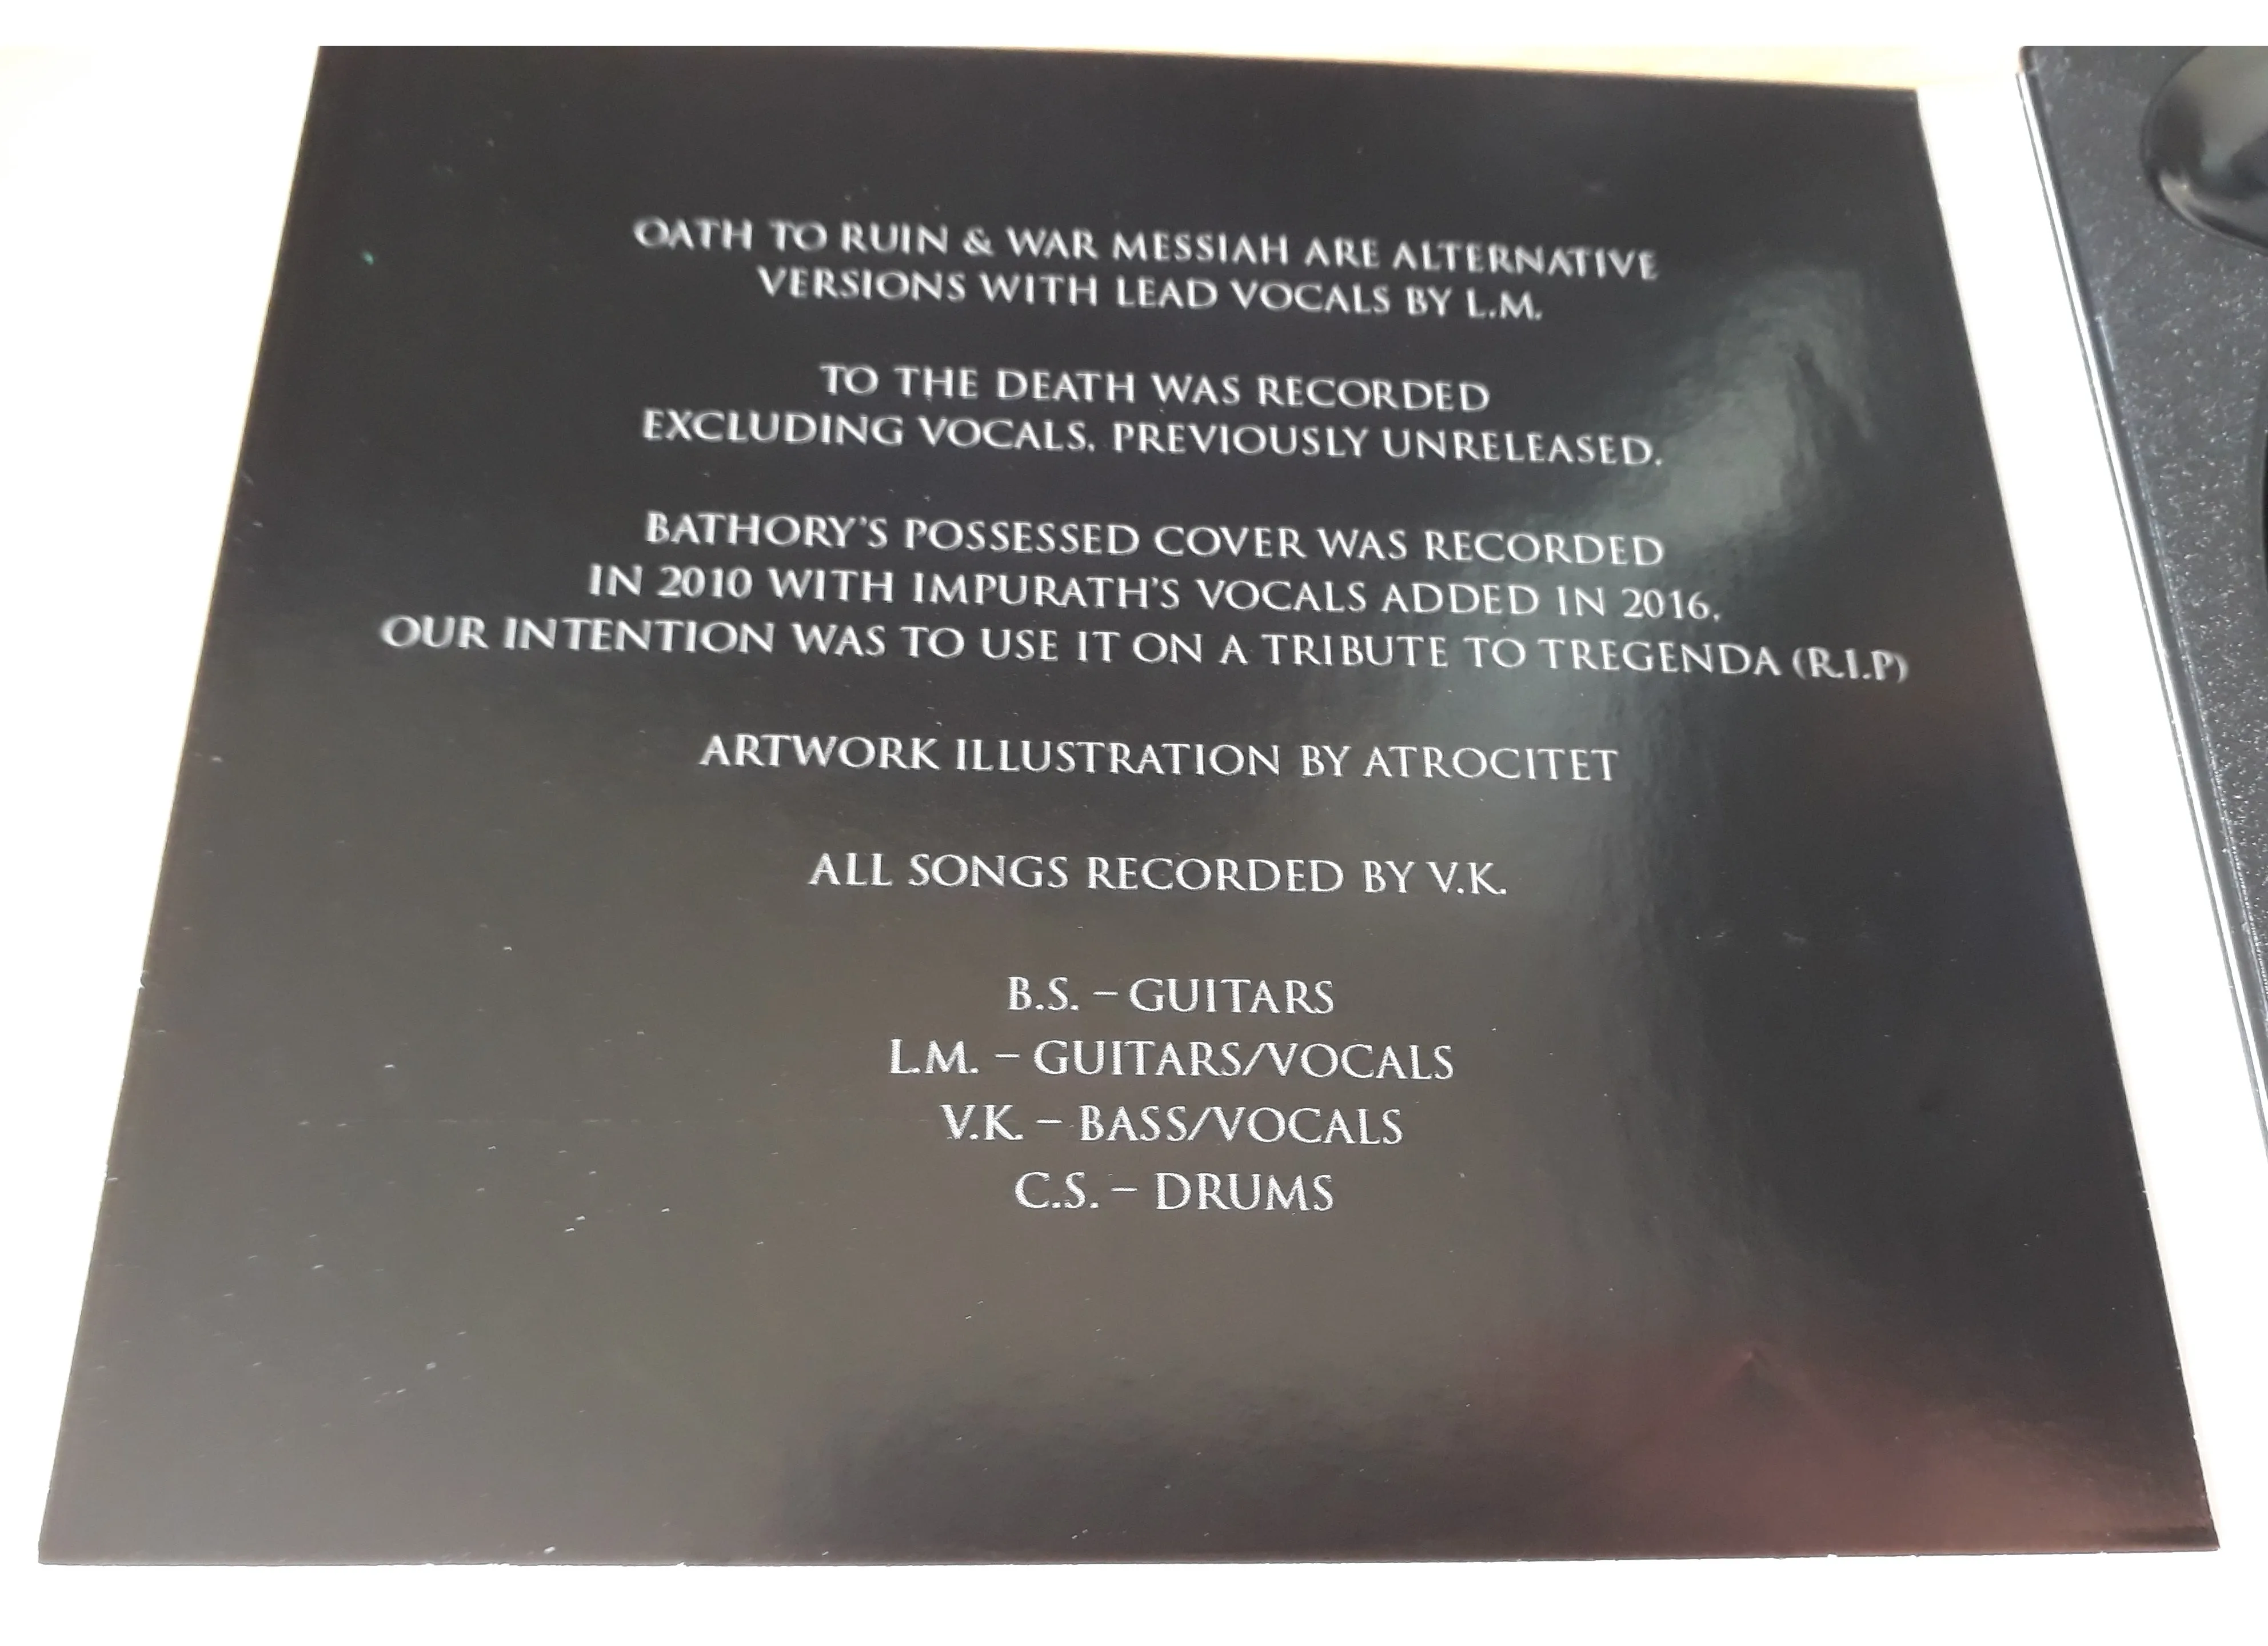 OATH TO RUIN & WAR MESSIAH ARE ALTERNATIVE
VERSIONS WITH LEAD VOCALS BY L.M.
TO THE DEATH WAS RECORDED
EXCLUDING VOCALS, PREVIOUSLY UNRELEASED.
BATHORY'S POSSESSED COVER WAS RECORDED
IN 2010 WITH IMPURATH'S VOCALS ADDED IN 2016,
OUR INTENTION WAS TO USE IT ON A TRIBUTE TO TREGENDA (R.I.P)
ARTWORK ILLUSTRATION BY ATROCITET
ALL SONGS RECORDED BY V.K.
B.S. – GUITARS
L.M. – GUITARS/VOCALS
V.K. – BASS/VOCALS
C.S. – DRUMS